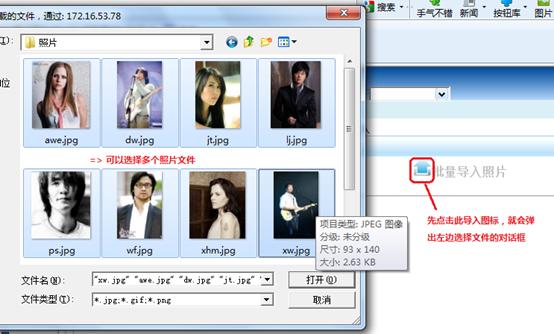 载的文件，通过: 172.16.53.78
搜索
手气不错
新闻
按钮库
图片
照片
awe.jpg
dw.jpg
jt.jpg
lj.jpg
=> 可以选择多个照片文件
批量导入照片
ps.jpg
wf.jpg
xhm.jpg
xw.jpg
先点击此导入图标，就会弹
出左边选择文件的对话框
项目类型: JPEG 图像
分级: 未分级
尺寸: 93 x 140
大小: 2.63 KB
文件名(N):
"xw.jpg" "awe.jpg" "dw.jpg" "jt.jpg" "
打开(O)
文件类型(T):
*.jpg;*.gif;*.png
取消